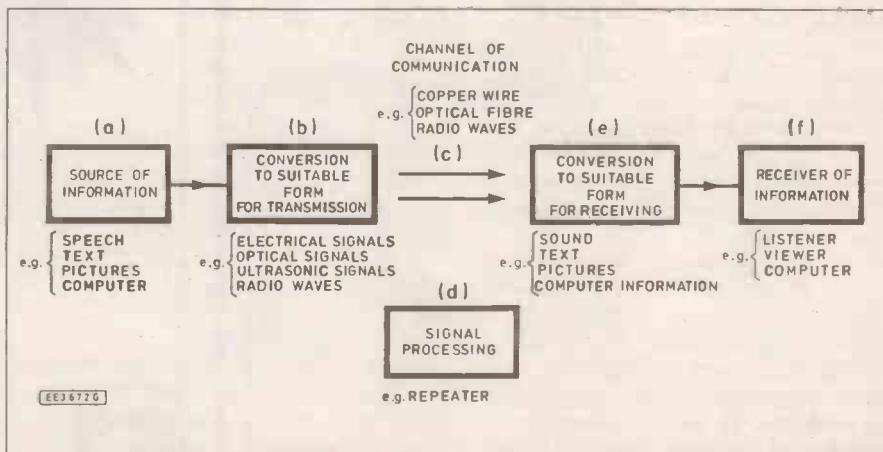 CHANNEL OF
COMMUNICATION
e.g. COPPER WIRE
OPTICAL FIBRE
RADIO WAVES
(a)
SOURCE OF
INFORMATION
e.g. SPEECH
TEXT
PICTURES
COMPUTER
(b)
CONVERSION
TO SUITABLE
FORM
FOR TRANSMISSION
e.g. ELECTRICAL SIGNALS
OPTICAL SIGNALS
ULTRASONIC SIGNALS
RADIO WAVES
(c)
(d)
SIGNAL
PROCESSING
e.g. REPEATER
(e)
CONVERSION
TO SUITABLE
FORM
FOR RECEIVING
e.g. SOUND
TEXT
PICTURES
COMPUTER INFORMATION
(f)
RECEIVER OF
INFORMATION
e.g. LISTENER
VIEWER
COMPUTER
EE3672G